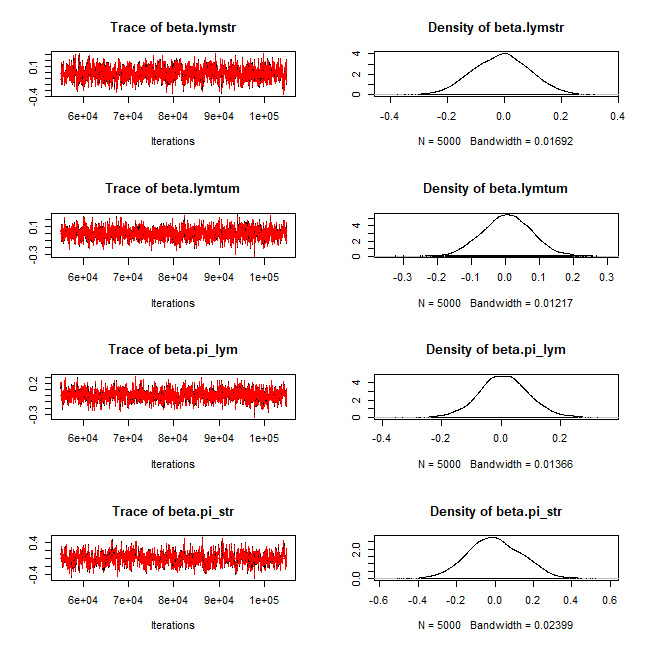 Trace of beta.lymstr
Density of beta.lymstr
0.1
-0.4
6e+04 7e+04 8e+04 9e+04 1e+05
Iterations
4
2
0
-0.4 -0.2 0.0 0.2 0.4
N = 5000 Bandwidth = 0.01692
Trace of beta.lymtum
Density of beta.lymtum
0.1
-0.3
6e+04 7e+04 8e+04 9e+04 1e+05
Iterations
4
2
0
-0.3 -0.2 -0.1 0.0 0.1 0.2 0.3
N = 5000 Bandwidth = 0.01217
Trace of beta.pi_lym
Density of beta.pi_lym
0.2
-0.3
6e+04 7e+04 8e+04 9e+04 1e+05
Iterations
4
2
0
-0.4 -0.2 0.0 0.2
N = 5000 Bandwidth = 0.01366
Trace of beta.pi_str
Density of beta.pi_str
0.4
-0.4
6e+04 7e+04 8e+04 9e+04 1e+05
Iterations
2.0
0.0
-0.6 -0.4 -0.2 0.0 0.2 0.4 0.6
N = 5000 Bandwidth = 0.02399